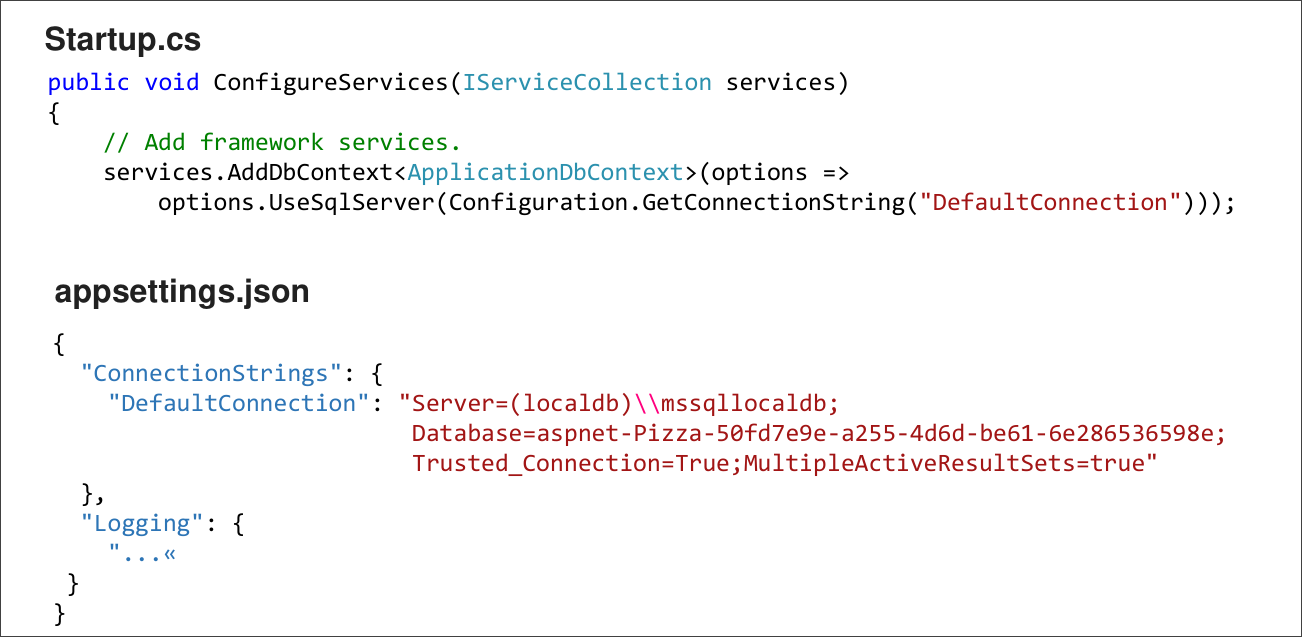 Startup.cs
public void ConfigureServices(IServiceCollection services)
{
    // Add framework services.
    services.AddDbContext<ApplicationDbContext>(options =>
        options.UseSqlServer(Configuration.GetConnectionString("DefaultConnection")));
appsettings.json
{
  "ConnectionStrings": {
    "DefaultConnection": "Server=(localdb)\\mssqllocaldb;
                          Database=aspnet-Pizza-50fd7e9e-a255-4d6d-be61-6e286536598e;
                          Trusted_Connection=True;MultipleActiveResultSets=true"
  },
  "Logging": {
    "...«
 }
}